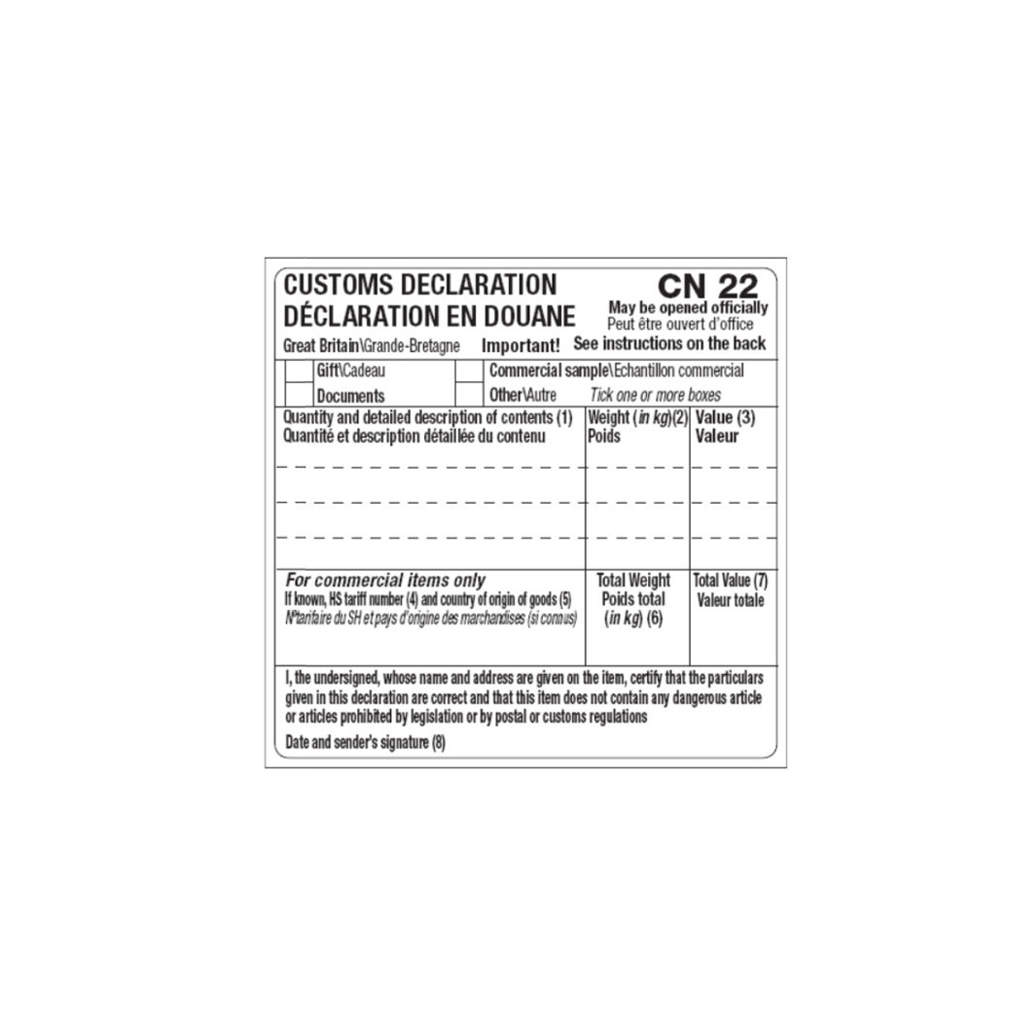 CUSTOMS DECLARATION
CN 22
DÉCLARATION EN DOUANE
May be opened officially
Peut être ouvert d'office
Great Britain\Grande-Bretagne
Important!
See instructions on the back
Gift\Cadeau
Commercial sample\Echantillon commercial
Documents
Other\Autre
Tick one or more boxes
Quantity and detailed description of contents (1)
Quantité et description détaillée du contenu
Weight (in kg)(2)
Poids
Value (3)
Valeur
For commercial items only
If known, HS tariff number (4) and country of origin of goods (5)
N°tarifaire du SH et pays d'origine des marchandises (si connus)
Total Weight
Poids total
(in kg) (6)
Total Value (7)
Valeur totale
I, the undersigned, whose name and address are given on the item, certify that the particulars
given in this declaration are correct and that this item does not contain any dangerous article
or articles prohibited by legislation or by postal or customs regulations
Date and sender's signature (8)